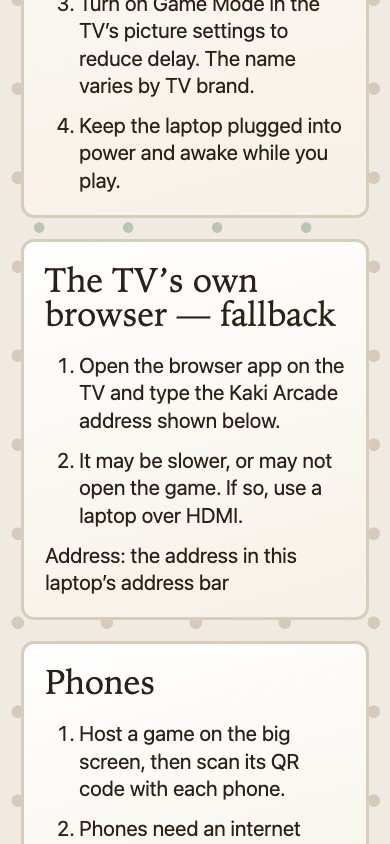 3. Turn on Game Mode in the
TV’s picture settings to
reduce delay. The name
varies by TV brand.
4. Keep the laptop plugged into
power and awake while you
play.
The TV’s own
browser — fallback
1. Open the browser app on the
TV and type the Kaki Arcade
address shown below.
2. It may be slower, or may not
open the game. If so, use a
laptop over HDMI.
Address: the address in this
laptop’s address bar
Phones
1. Host a game on the big
screen, then scan its QR
code with each phone.
2. Phones need an internet